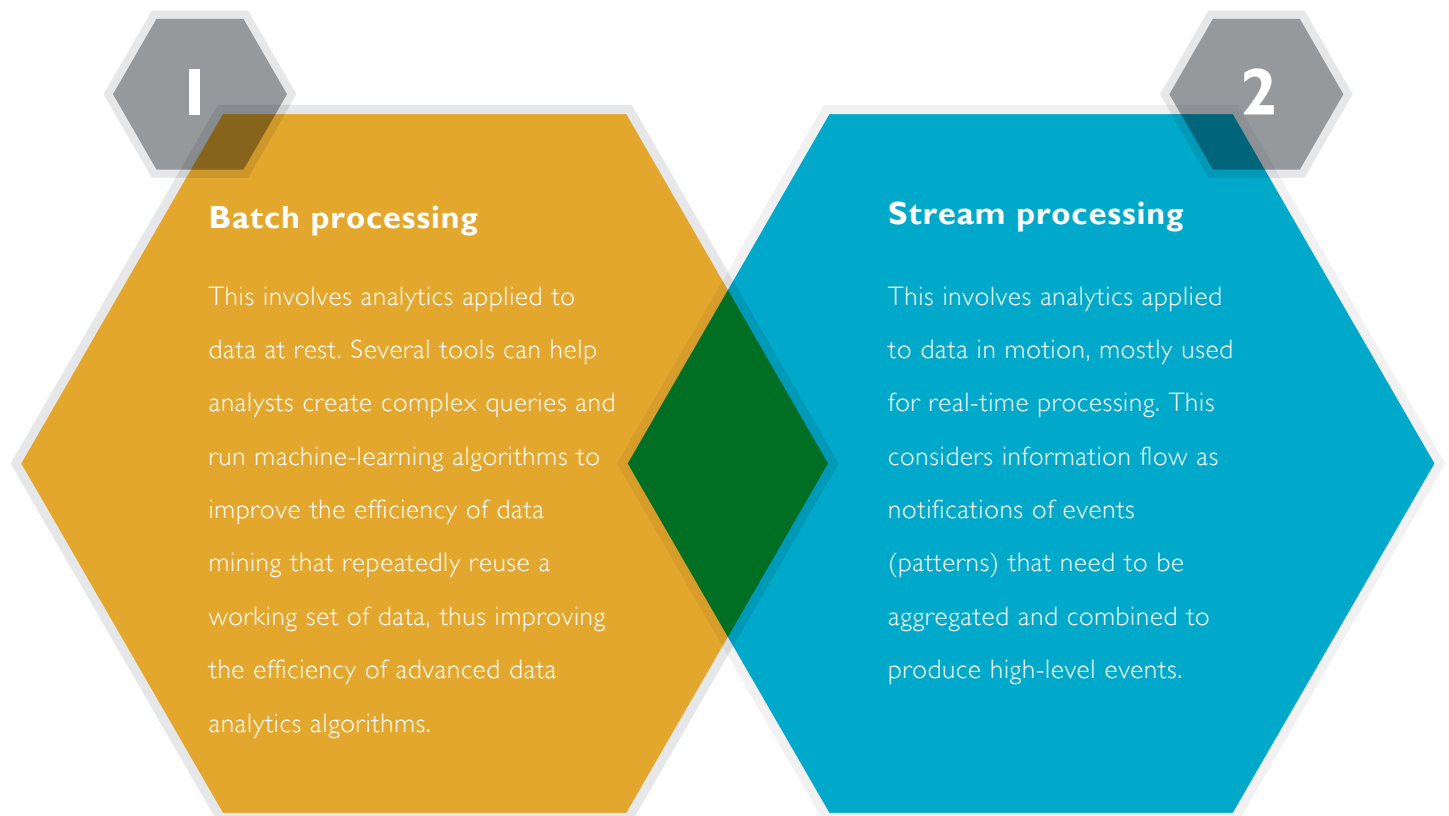 1
Batch processing
This involves analytics applied to
data at rest. Several tools can help
analysts create complex queries and
run machine-learning algorithms to
improve the efficiency of data
mining that repeatedly reuse a
working set of data, thus improving
the efficiency of advanced data
analytics algorithms.
2
Stream processing
This involves analytics applied
to data in motion, mostly used
for real-time processing. This
considers information flow as
notifications of events
(patterns) that need to be
aggregated and combined to
produce high-level events.